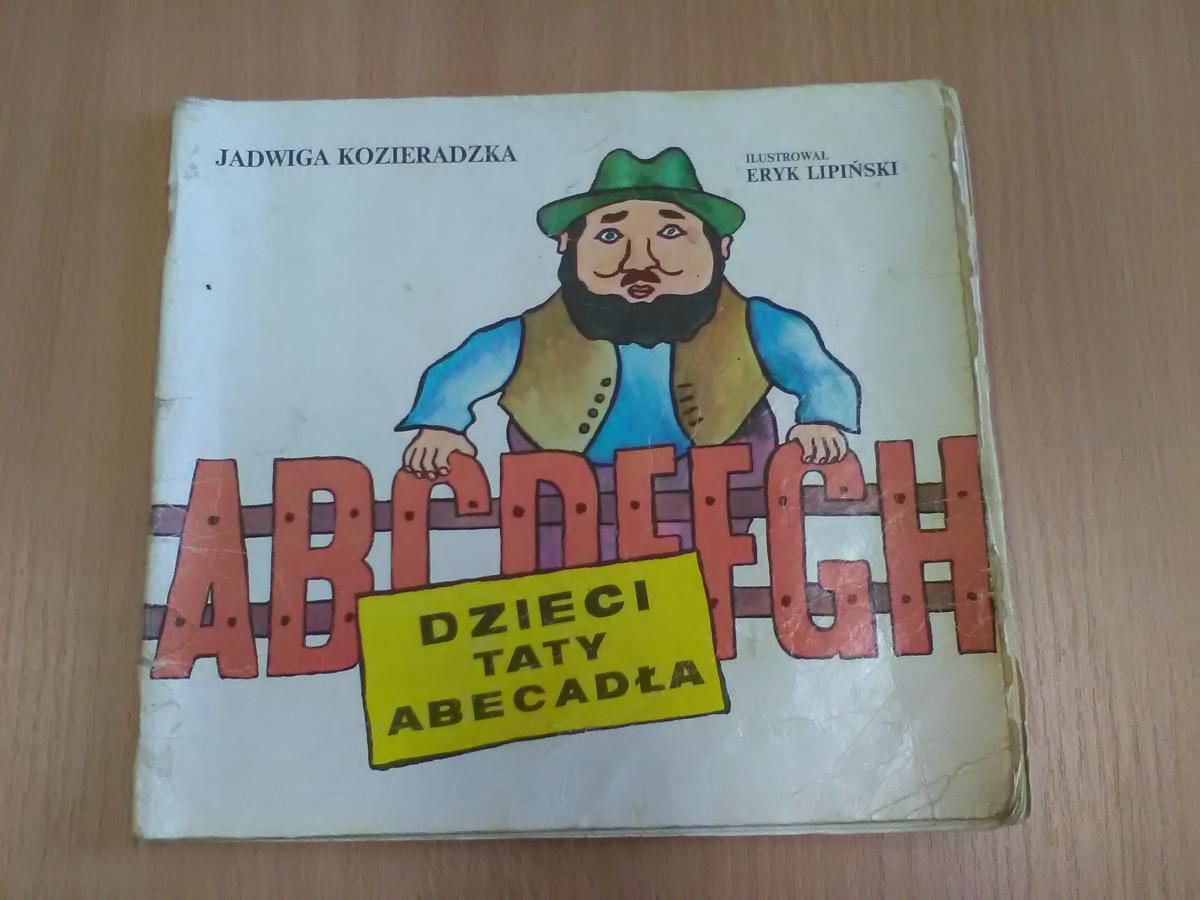 JADWIGA KOZIERADZKA
ILUSTROWAŁ
ERYK LIPIŃSKI
ABCDEFGH
DZIECI
TATY
ABECADŁA